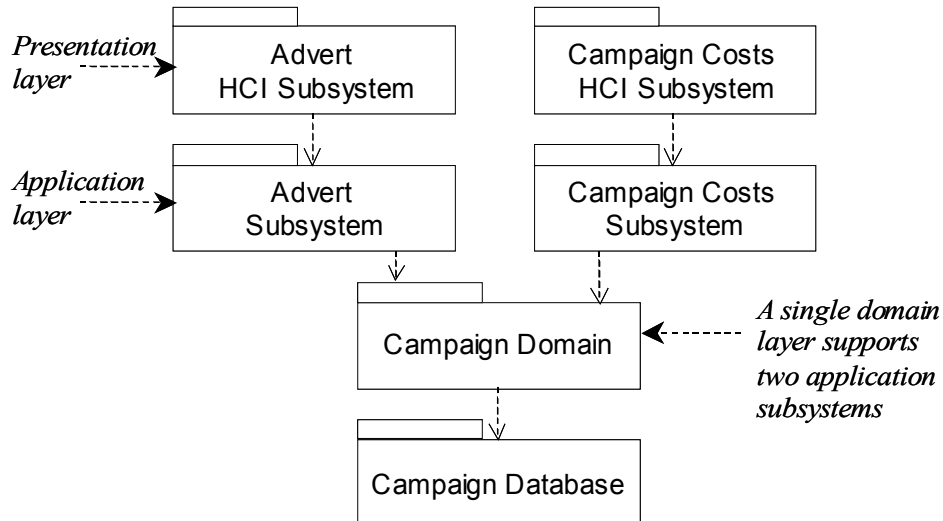 Presentation
layer
Advert
HCI Subsystem
Campaign Costs
HCI Subsystem
Application
layer
Advert
Subsystem
Campaign Costs
Subsystem
Campaign Domain
A single domain
layer supports
two application
subsystems
Campaign Database